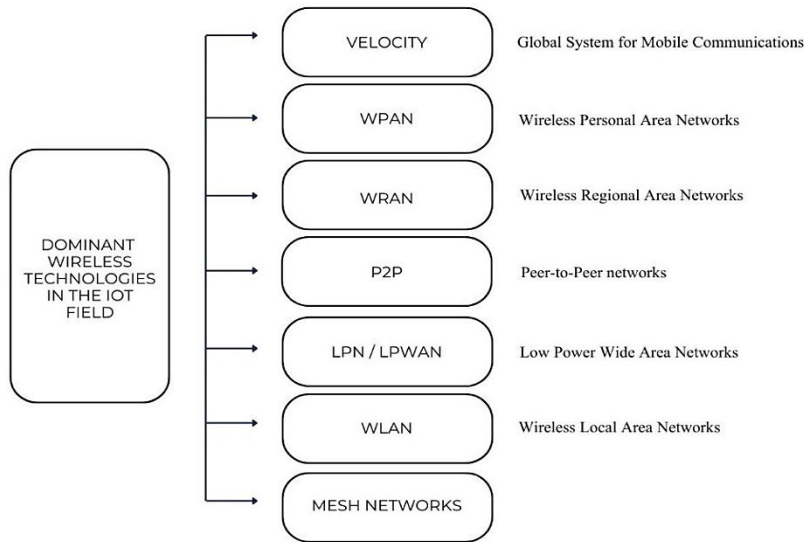 VELOCITY
Global System for Mobile Communications
WPAN
Wireless Personal Area Networks
WRAN
Wireless Regional Area Networks
DOMINANT
WIRELESS
TECHNOLOGIES
IN THE IOT
FIELD
P2P
Peer-to-Peer networks
LPN / LPWAN
Low Power Wide Area Networks
WLAN
Wireless Local Area Networks
MESH NETWORKS